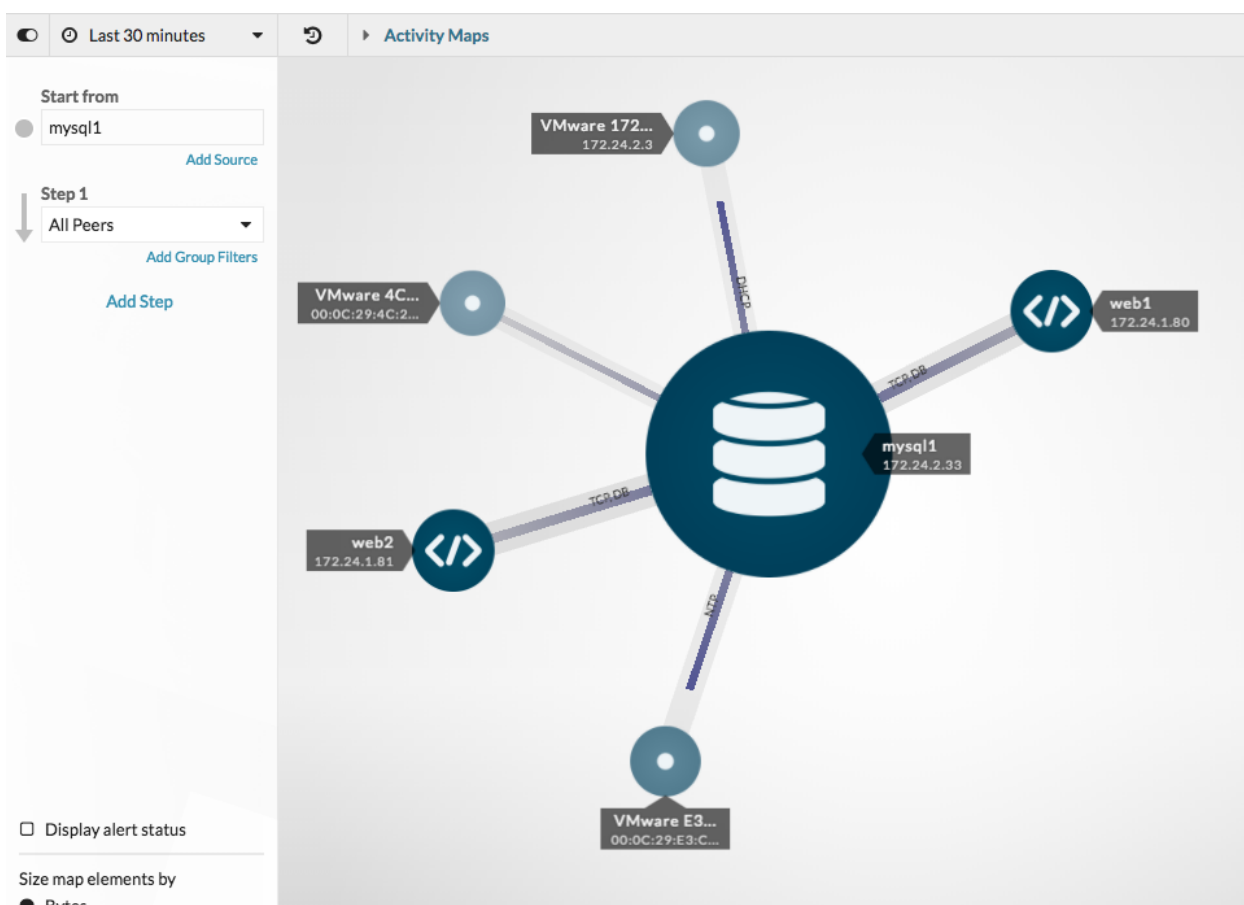 Last 30 minutes
Activity Maps
Start from
mysql1
Add Source
Step 1
All Peers
Add Group Filters
Add Step
VMware 172...
172.24.2.3
DHCP
VMware 4C...
00:0C:29:4C:2...
web1
172.24.1.80
TCP,DB
mysql1
172.24.2.33
TCP,DB
web2
172.24.1.81
NTP
VMware E3...
00:0C:29:E3:C...
Display alert status
Size map elements by
Bytes